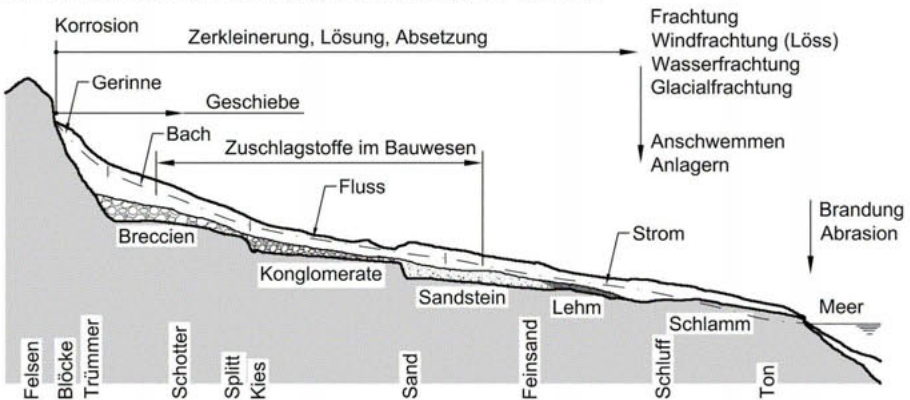 Korrosion
Zerkleinerung, Lösung, Absetzung
Frachtung
Windfrachtung (Löss)
Wasserfrachtung
Glacialfrachtung
Gerinne
Geschiebe
Bach
Zuschlagstoffe im Bauwesen
Anschwemmen
Anlagern
Fluss
Brandung
Abrasion
Strom
Breccien
Konglomerate
Sandstein
Lehm
Schlamm
Meer
Felsen
Blöcke
Trümmer
Schotter
Splitt
Kies
Sand
Feinsand
Schluff
Ton